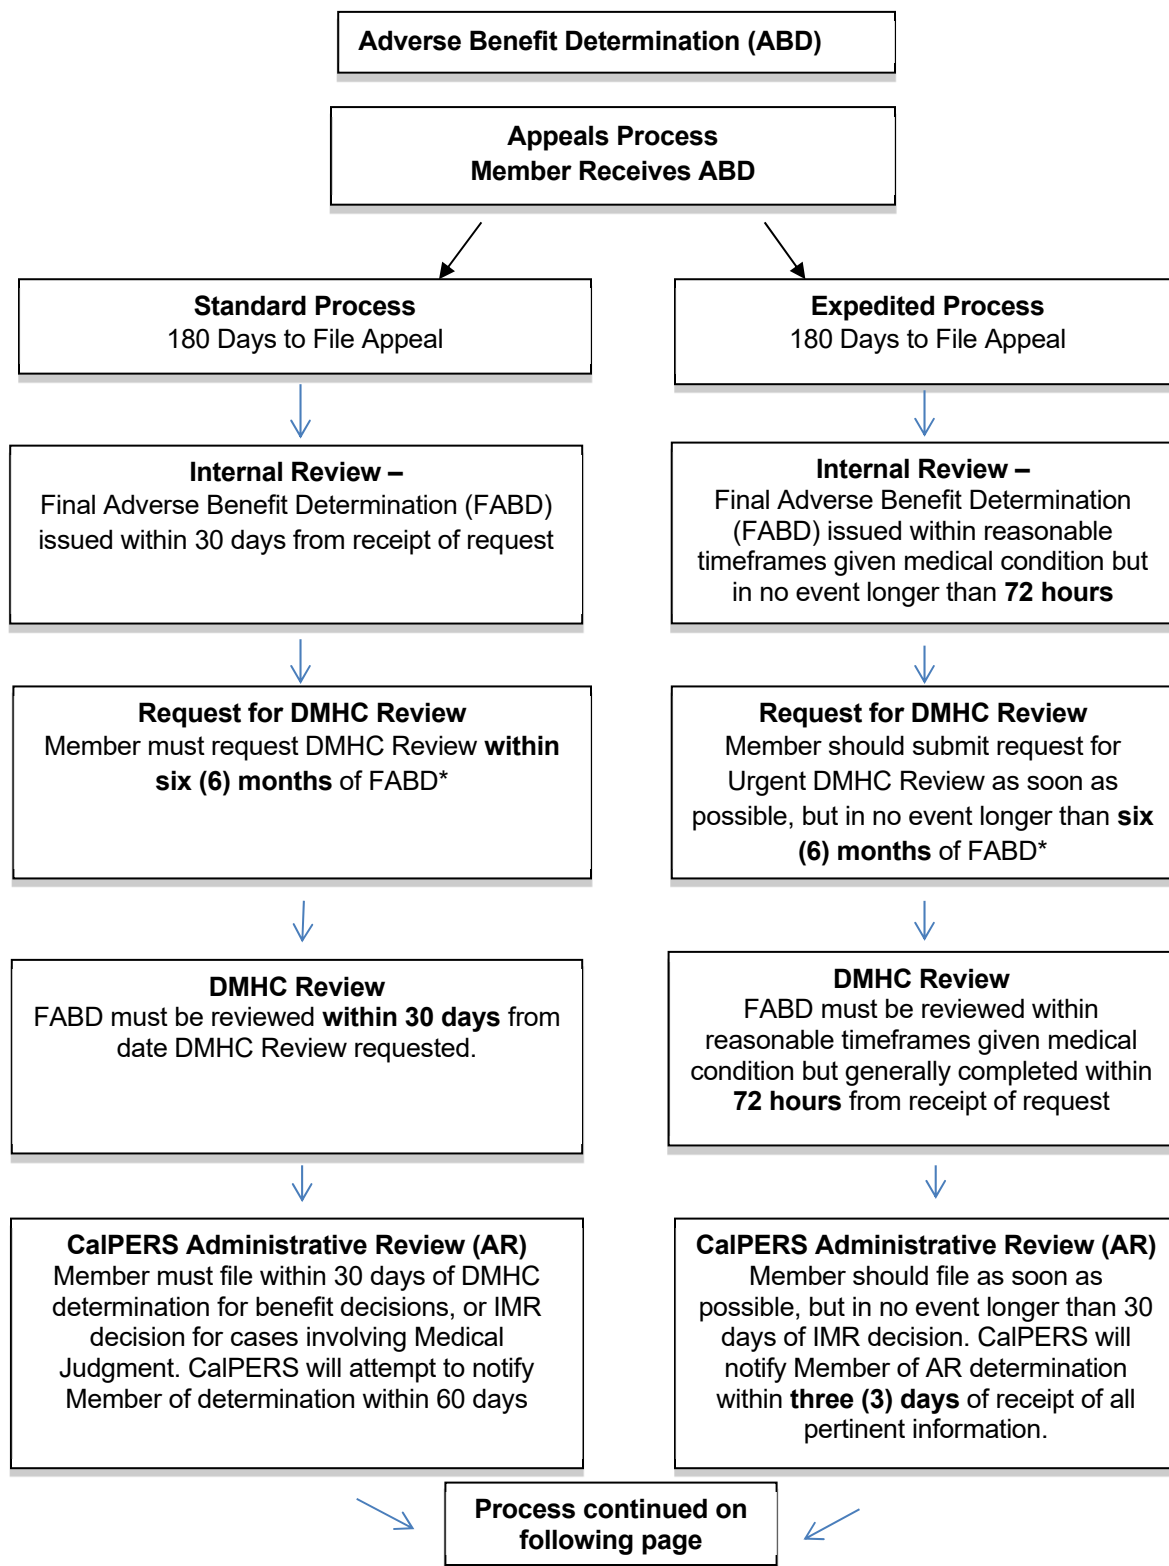 Adverse Benefit Determination (ABD)
Appeals Process
Member Receives ABD
Standard Process
180 Days to File Appeal
Expedited Process
180 Days to File Appeal
Internal Review –
Final Adverse Benefit Determination (FABD)
issued within 30 days from receipt of request
Internal Review –
Final Adverse Benefit Determination
(FABD) issued within reasonable
timeframes given medical condition but
in no event longer than 72 hours
Request for DMHC Review
Member must request DMHC Review within
six (6) months of FABD*
Request for DMHC Review
Member should submit request for
Urgent DMHC Review as soon as
possible, but in no event longer than six
(6) months of FABD*
DMHC Review
FABD must be reviewed within 30 days from
date DMHC Review requested.
DMHC Review
FABD must be reviewed within
reasonable timeframes given medical
condition but generally completed within
72 hours from receipt of request
CalPERS Administrative Review (AR)
Member must file within 30 days of DMHC
determination for benefit decisions, or IMR
decision for cases involving Medical
Judgment. CalPERS will attempt to notify
Member of determination within 60 days
CalPERS Administrative Review (AR)
Member should file as soon as
possible, but in no event longer than 30
days of IMR decision. CalPERS will
notify Member of AR determination
within three (3) days of receipt of all
pertinent information.
Process continued on
following page